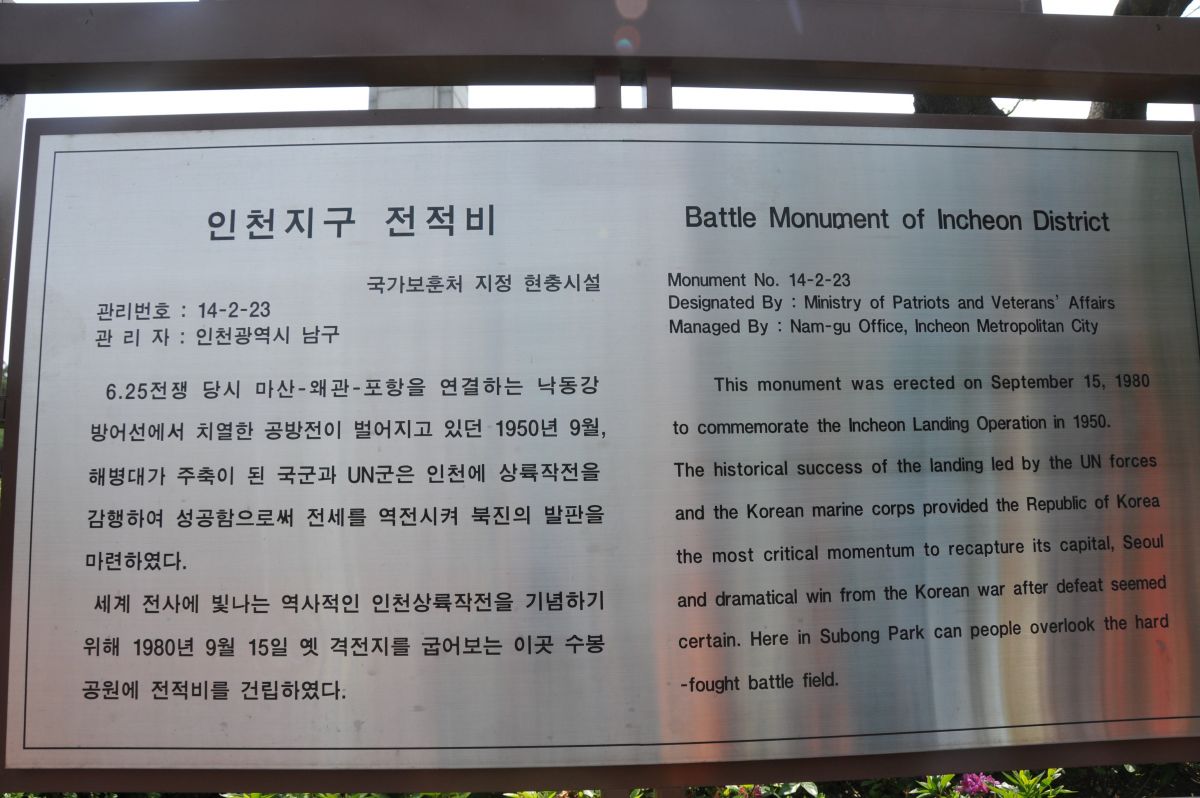 인천지구 전적비
국가보훈처 지정 현충시설
관리번호 : 14-2-23
관 리 자 : 인천광역시 남구
6.25전쟁 당시 마산-왜관-포항을 연결하는 낙동강
방어선에서 치열한 공방전이 벌어지고 있던 1950년 9월,
해병대가 주축이 된 국군과 UN군은 인천에 상륙작전을
감행하여 성공함으로써 전세를 역전시켜 북진의 발판을
마련하였다.
세계 전사에 빛나는 역사적인 인천상륙작전을 기념하기
위해 1980년 9월 15일 옛 격전지를 굽어보는 이곳 수봉
공원에 전적비를 건립하였다.
Battle Monument of Incheon District
Monument No. 14-2-23
Designated By : Ministry of Patriots and Veterans' Affairs
Managed By : Nam-gu Office, Incheon Metropolitan City
This monument was erected on September 15, 1980
to commemorate the Incheon Landing Operation in 1950.
The historical success of the landing led by the UN forces
and the Korean marine corps provided the Republic of Korea
the most critical momentum to recapture its capital, Seoul
and dramatical win from the Korean war after defeat seemed
certain. Here in Subong Park can people overlook the hard
-fought battle field.